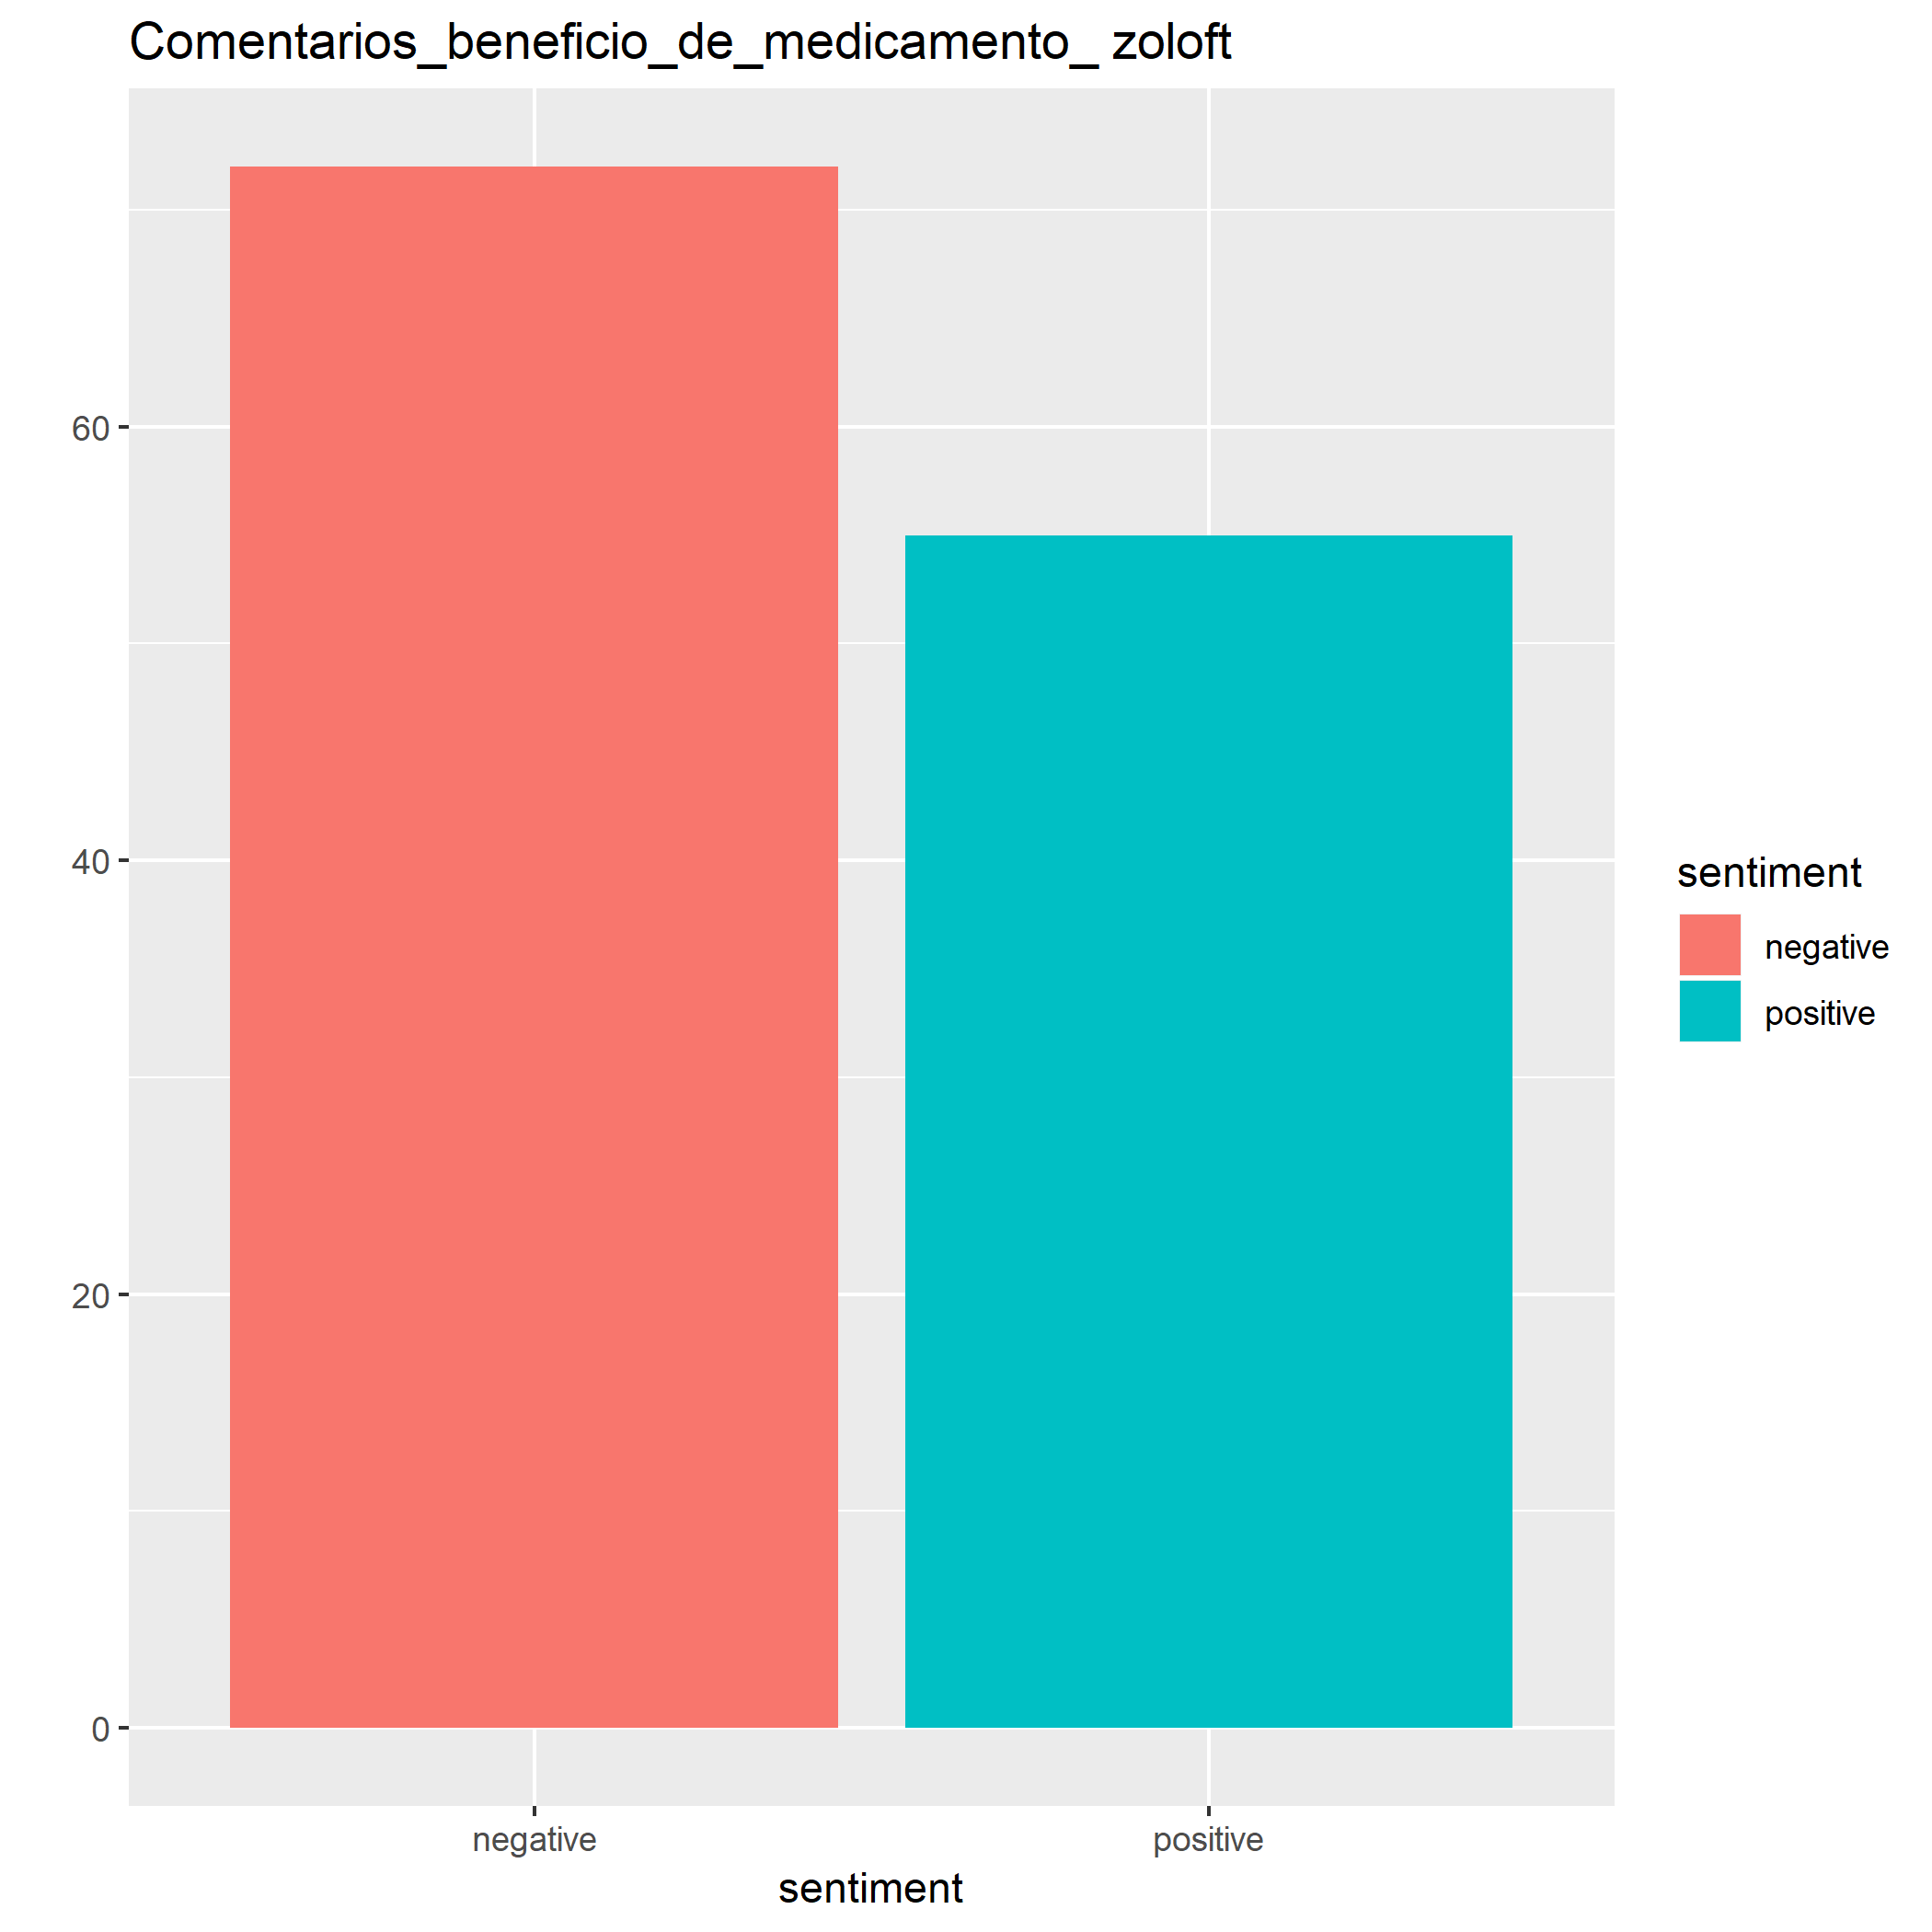 Comentarios_beneficio_de_medicamento_ zoloft
60
40
20
0
negative
positive
sentiment
sentiment
negative
positive